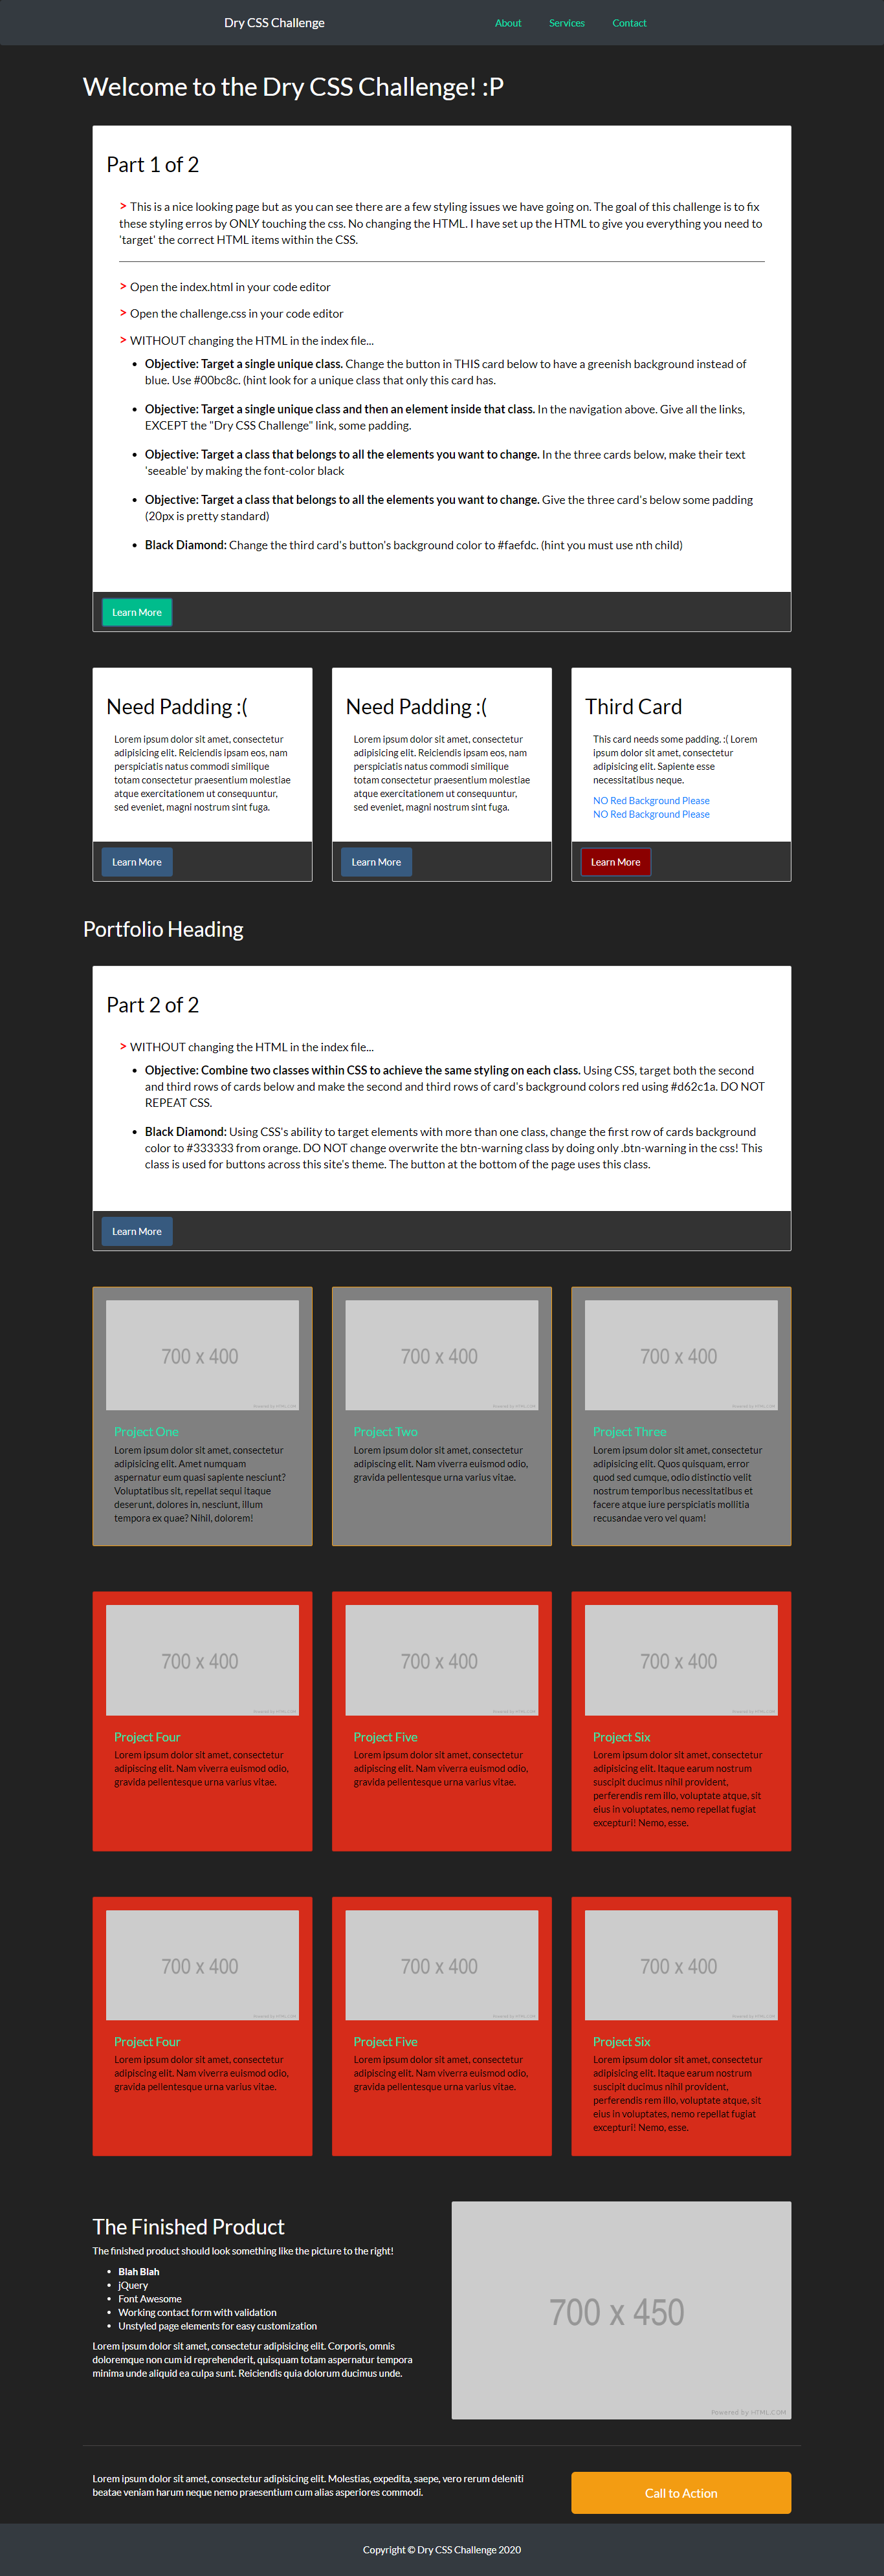 Dry CSS Challenge
About
Services
Contact
Welcome to the Dry CSS Challenge! :P
Part 1 of 2
> This is a nice looking page but as you can see there are a few styling issues we have going on. The goal of this challenge is to fix
these styling erros by ONLY touching the css. No changing the HTML. I have set up the HTML to give you everything you need to
'target' the correct HTML items within the CSS.
> Open the index.html in your code editor
> Open the challenge.css in your code editor
> WITHOUT changing the HTML in the index file...
• Objective: Target a single unique class. Change the button in THIS card below to have a greenish background instead of
blue. Use #00bc8c. (hint look for a unique class that only this card has.
• Objective: Target a single unique class and then an element inside that class. In the navigation above. Give all the links,
EXCEPT the "Dry CSS Challenge" link, some padding.
• Objective: Target a class that belongs to all the elements you want to change. In the three cards below, make their text
'seeable' by making the font-color black
• Objective: Target a class that belongs to all the elements you want to change. Give the three card's below some padding
(20px is pretty standard)
• Black Diamond: Change the third card's button's background color to #faefdc. (hint you must use nth child)
Learn More
Need Padding :(
Lorem ipsum dolor sit amet, consectetur
adipisicing elit. Reiciendis ipsam eos, nam
perspiciatis natus commodi similique
totam consectetur praesentium molestiae
atque exercitationem ut consequuntur,
sed eveniet, magni nostrum sint fuga.
Learn More
Need Padding :(
Lorem ipsum dolor sit amet, consectetur
adipisicing elit. Reiciendis ipsam eos, nam
perspiciatis natus commodi similique
totam consectetur praesentium molestiae
atque exercitationem ut consequuntur,
sed eveniet, magni nostrum sint fuga.
Learn More
Third Card
This card needs some padding. :( Lorem
ipsum dolor sit amet, consectetur
adipisicing elit. Sapiente esse
necessitatibus neque.
NO Red Background Please
NO Red Background Please
Learn More
Portfolio Heading
Part 2 of 2
> WITHOUT changing the HTML in the index file...
• Objective: Combine two classes within CSS to achieve the same styling on each class. Using CSS, target both the second
and third rows of cards below and make the second and third rows of card's background colors red using #d62c1a. DO NOT
REPEAT CSS.
• Black Diamond: Using CSS's ability to target elements with more than one class, change the first row of cards background
color to #333333 from orange. DO NOT change overwrite the btn-warning class by doing only .btn-warning in the css! This
class is used for buttons across this site's theme. The button at the bottom of the page uses this class.
Learn More
700 x 400
Powered by HTML.COM
Project One
Lorem ipsum dolor sit amet, consectetur
adipisicing elit. Amet numquam
aspernatur eum quasi sapiente nesciunt?
Voluptatibus sit, repellat sequi itaque
deserunt, dolores in, nesciunt, illum
tempora ex quae? Nihil, dolorem!
700 x 400
Powered by HTML.COM
Project Two
Lorem ipsum dolor sit amet, consectetur
adipiscing elit. Nam viverra euismod odio,
gravida pellentesque urna varius vitae.
700 x 400
Powered by HTML.COM
Project Three
Lorem ipsum dolor sit amet, consectetur
adipisicing elit. Quos quisquam, error
quod sed cumque, odio distinctio velit
nostrum temporibus necessitatibus et
facere atque iure perspiciatis mollitia
recusandae vero vel quam!
700 x 400
Powered by HTML.COM
Project Four
Lorem ipsum dolor sit amet, consectetur
adipiscing elit. Nam viverra euismod odio,
gravida pellentesque urna varius vitae.
700 x 400
Powered by HTML.COM
Project Five
Lorem ipsum dolor sit amet, consectetur
adipiscing elit. Nam viverra euismod odio,
gravida pellentesque urna varius vitae.
700 x 400
Powered by HTML.COM
Project Six
Lorem ipsum dolor sit amet, consectetur
adipisicing elit. Itaque earum nostrum
suscipit ducimus nihil provident,
perferendis rem illo, voluptate atque, sit
eius in voluptates, nemo repellat fugiat
excepturi! Nemo, esse.
700 x 400
Powered by HTML.COM
Project Four
Lorem ipsum dolor sit amet, consectetur
adipiscing elit. Nam viverra euismod odio,
gravida pellentesque urna varius vitae.
700 x 400
Powered by HTML.COM
Project Five
Lorem ipsum dolor sit amet, consectetur
adipiscing elit. Nam viverra euismod odio,
gravida pellentesque urna varius vitae.
700 x 400
Powered by HTML.COM
Project Six
Lorem ipsum dolor sit amet, consectetur
adipisicing elit. Itaque earum nostrum
suscipit ducimus nihil provident,
perferendis rem illo, voluptate atque, sit
eius in voluptates, nemo repellat fugiat
excepturi! Nemo, esse.
The Finished Product
The finished product should look something like the picture to the right!
• Blah Blah
• jQuery
• Font Awesome
• Working contact form with validation
• Unstyled page elements for easy customization
Lorem ipsum dolor sit amet, consectetur adipisicing elit. Corporis, omnis
doloremque non cum id reprehenderit, quisquam totam aspernatur tempora
minima unde aliquid ea culpa sunt. Reiciendis quia dolorum ducimus unde.
700 x 450
Powered by HTML.COM
Lorem ipsum dolor sit amet, consectetur adipisicing elit. Molestias, expedita, saepe, vero rerum deleniti
beatae veniam harum neque nemo praesentium cum alias asperiores commodi.
Call to Action
Copyright © Dry CSS Challenge 2020